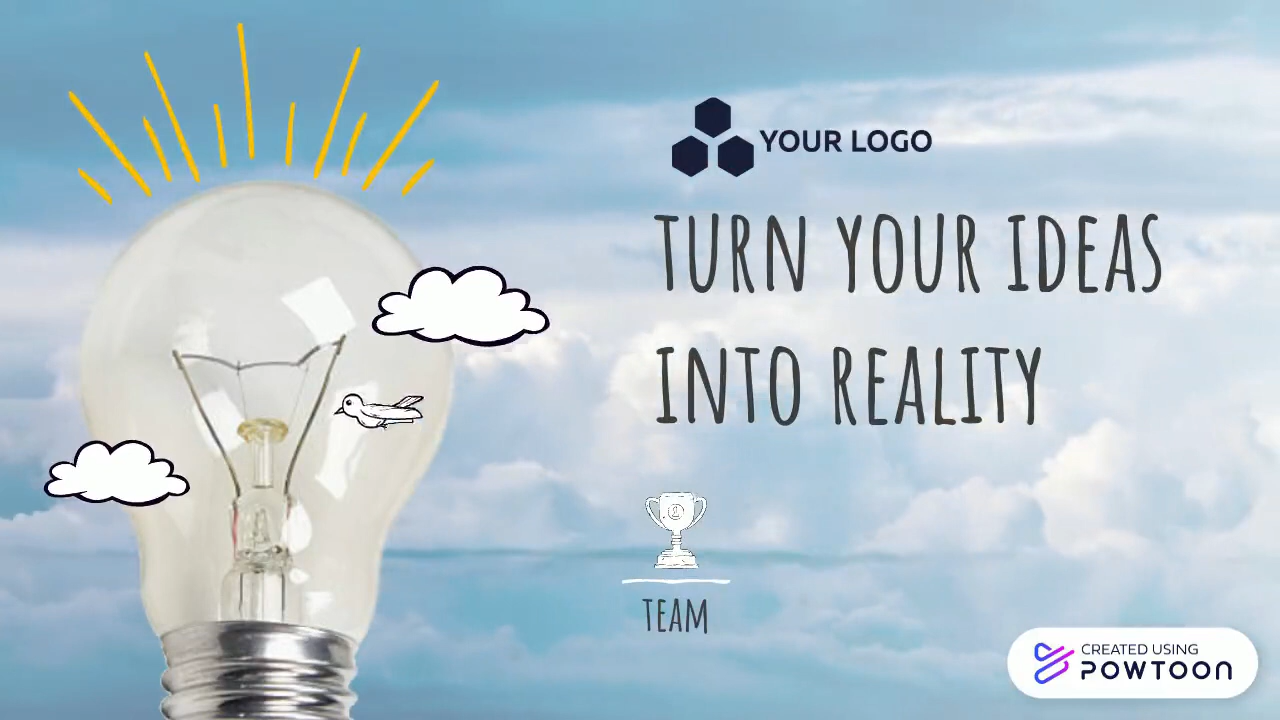 YOUR LOGO
TURN YOUR IDEAS
INTO REALITY
TEAM
CREATED USING
POWTOON